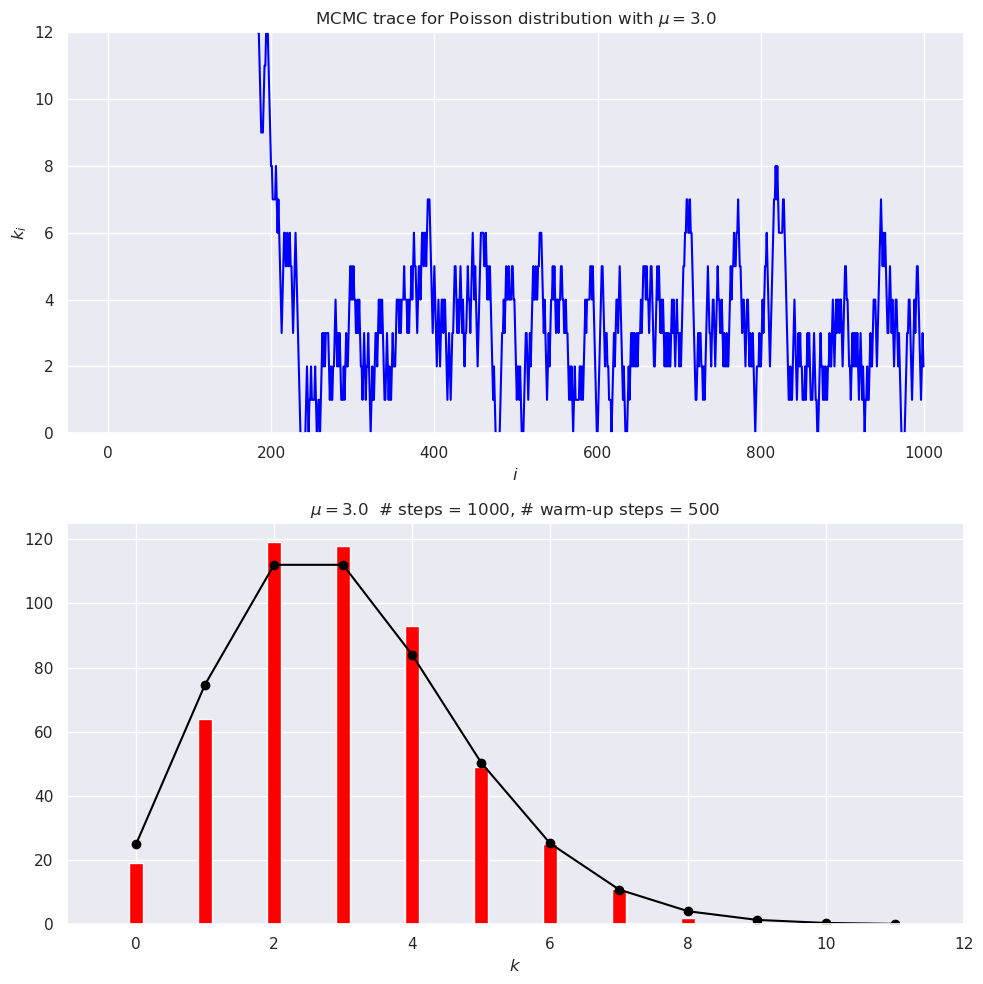 MCMC trace for Poisson distribution with μ = 3.0
12
10
8
6
4
2
0
k_i
0 200 400 600 800 1000
i
μ = 3.0 # steps = 1000, # warm-up steps = 500
120
100
80
60
40
20
0
0 2 4 6 8 10 12
k